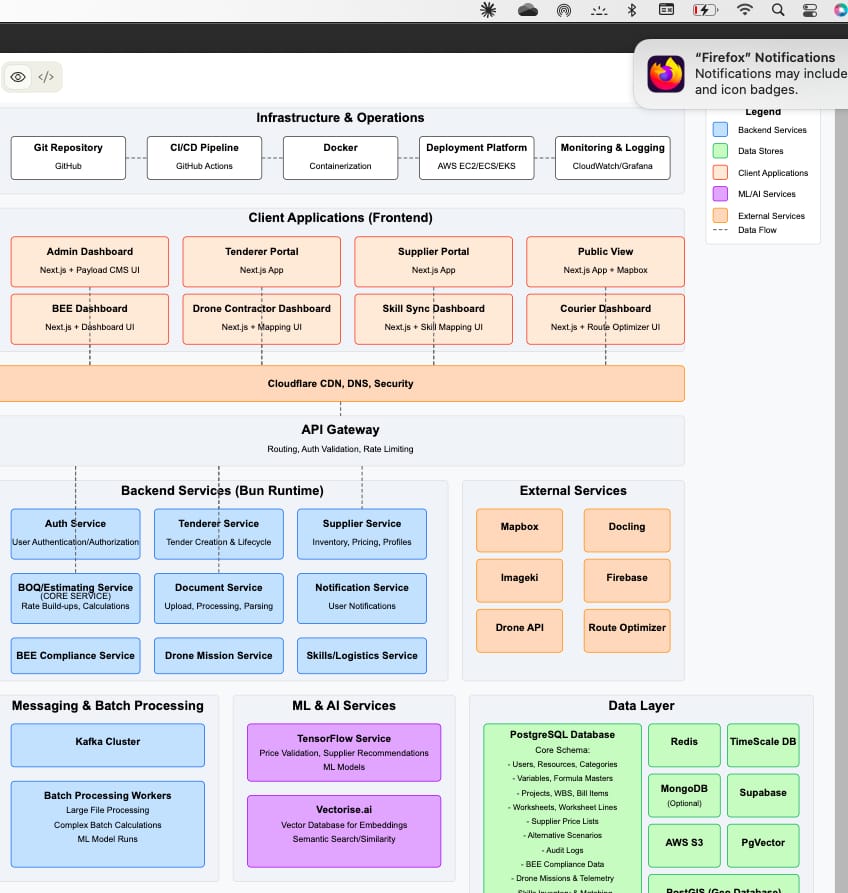 “Firefox” Notifications
Notifications may include
and icon badges.
</>
Infrastructure & Operations
Git Repository
GitHub
CI/CD Pipeline
GitHub Actions
Docker
Containerization
Deployment Platform
AWS EC2/ECS/EKS
Monitoring & Logging
CloudWatch/Grafana
Legend
Backend Services
Data Stores
Client Applications
ML/AI Services
External Services
Data Flow
Client Applications (Frontend)
Admin Dashboard
Next.js + Payload CMS UI
Tenderer Portal
Next.js App
Supplier Portal
Next.js App
Public View
Next.js App + Mapbox
BEE Dashboard
Next.js + Dashboard UI
Drone Contractor Dashboard
Next.js + Mapping UI
Skill Sync Dashboard
Next.js + Skill Mapping UI
Courier Dashboard
Next.js + Route Optimizer UI
Cloudflare CDN, DNS, Security
API Gateway
Routing, Auth Validation, Rate Limiting
Backend Services (Bun Runtime)
Auth Service
User Authentication/Authorization
Tenderer Service
Tender Creation & Lifecycle
Supplier Service
Inventory, Pricing, Profiles
BOQ/Estimating Service
(CORE SERVICE)
Rate Build-ups, Calculations
Document Service
Upload, Processing, Parsing
Notification Service
User Notifications
BEE Compliance Service
Drone Mission Service
Skills/Logistics Service
External Services
Mapbox
Docling
Imageki
Firebase
Drone API
Route Optimizer
Messaging & Batch Processing
Kafka Cluster
Batch Processing Workers
Large File Processing
Complex Batch Calculations
ML Model Runs
ML & AI Services
TensorFlow Service
Price Validation, Supplier Recommendations
ML Models
Vectorise.ai
Vector Database for Embeddings
Semantic Search/Similarity
Data Layer
PostgreSQL Database
Core Schema:
- Users, Resources, Categories
- Variables, Formula Masters
- Projects, WBS, Bill Items
- Worksheets, Worksheet Lines
- Supplier Price Lists
- Alternative Scenarios
- Audit Logs
- BEE Compliance Data
- Drone Missions & Telemetry
- Skills Inventory & Matching
Redis
TimeScale DB
MongoDB
(Optional)
Supabase
AWS S3
PgVector
PostGIS (Geo Database)